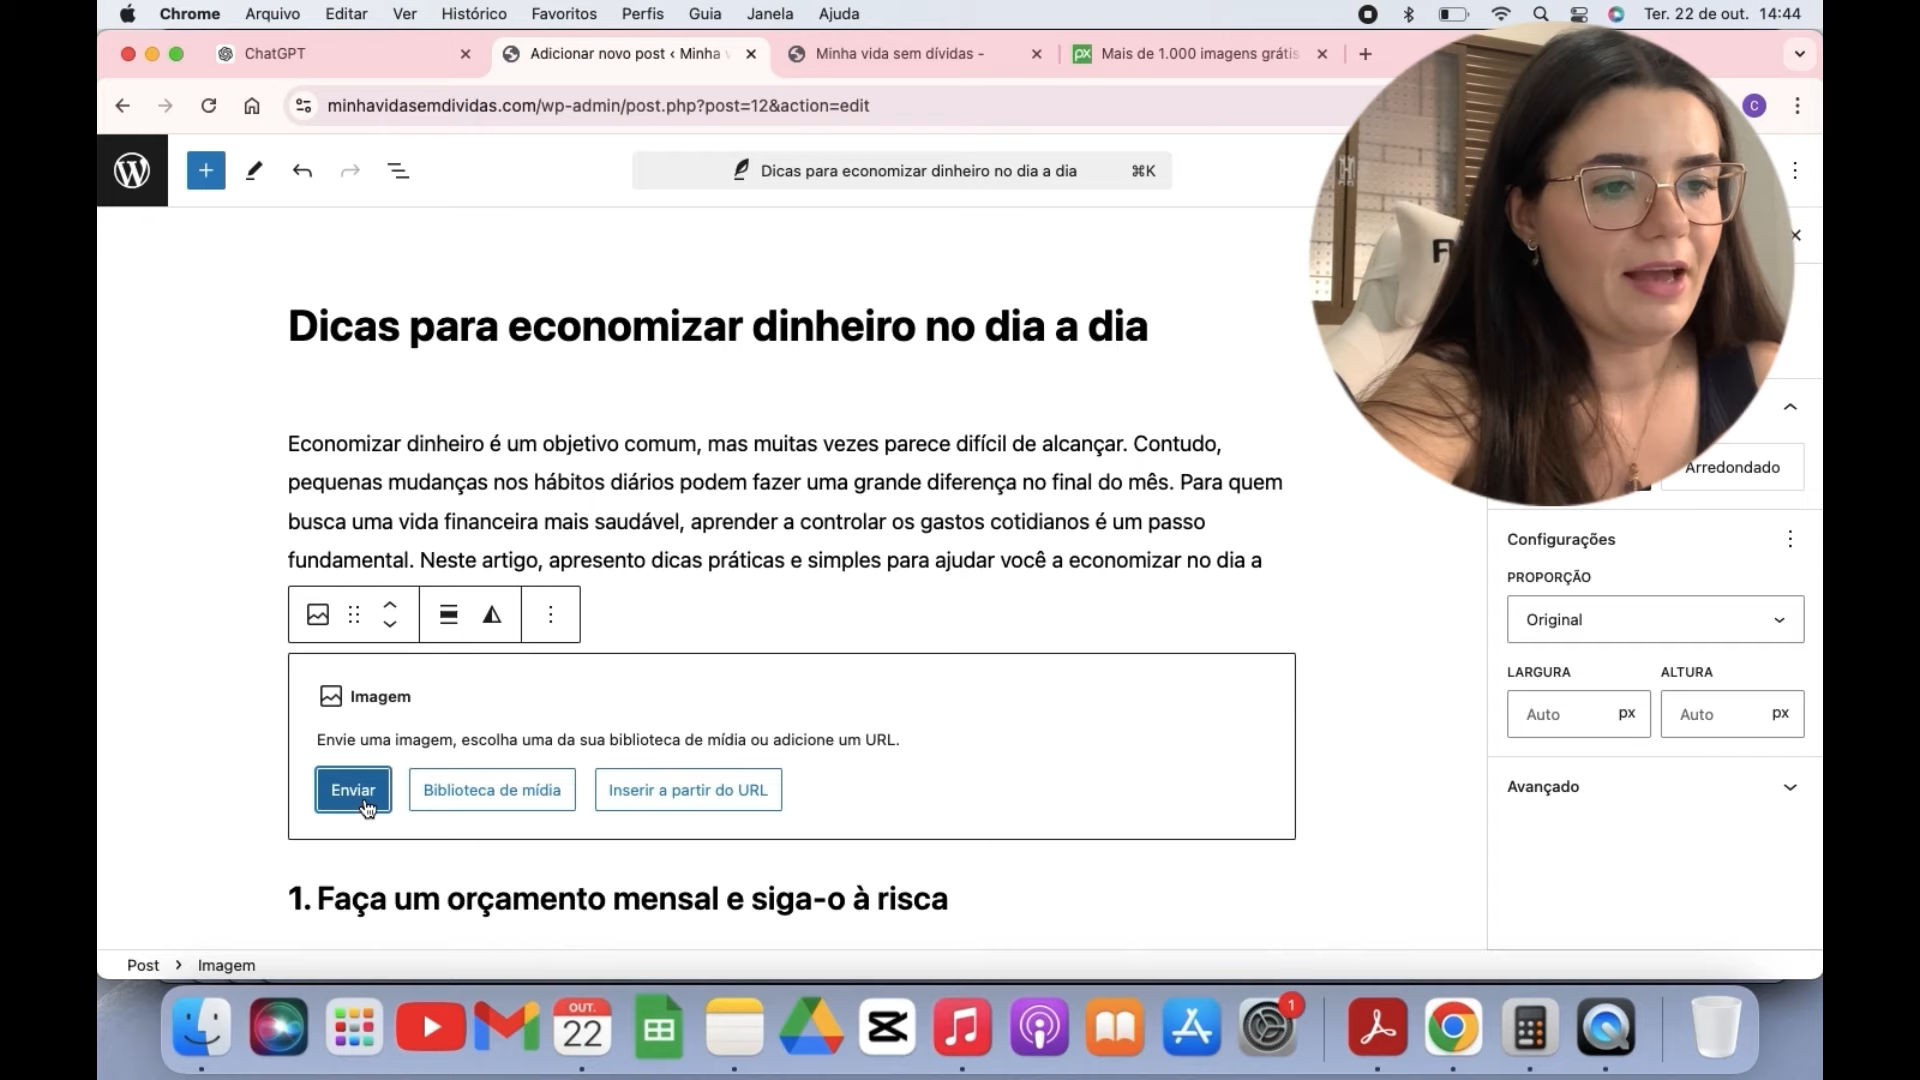 Chrome Arquivo Editar Ver Histórico Favoritos Perfis Guia Janela Ajuda Ter. 22 de out. 14:44
ChatGPT Adicionar novo post ‹ Minha Minha vida sem dívidas - px Mais de 1.000 imagens grátis
minhavidasemdividas.com/wp-admin/post.php?post=12&action=edit C
Dicas para economizar dinheiro no dia a dia ⌘K
Dicas para economizar dinheiro no dia a dia
Economizar dinheiro é um objetivo comum, mas muitas vezes parece difícil de alcançar. Contudo,
pequenas mudanças nos hábitos diários podem fazer uma grande diferença no final do mês. Para quem
busca uma vida financeira mais saudável, aprender a controlar os gastos cotidianos é um passo
fundamental. Neste artigo, apresento dicas práticas e simples para ajudar você a economizar no dia a
Imagem
Envie uma imagem, escolha uma da sua biblioteca de mídia ou adicione um URL.
Enviar Biblioteca de mídia Inserir a partir do URL
1. Faça um orçamento mensal e siga-o à risca
Arredondado
Configurações
PROPORÇÃO
Original
LARGURA ALTURA
Auto px Auto px
Avançado
Post › Imagem
OUT.
22
1